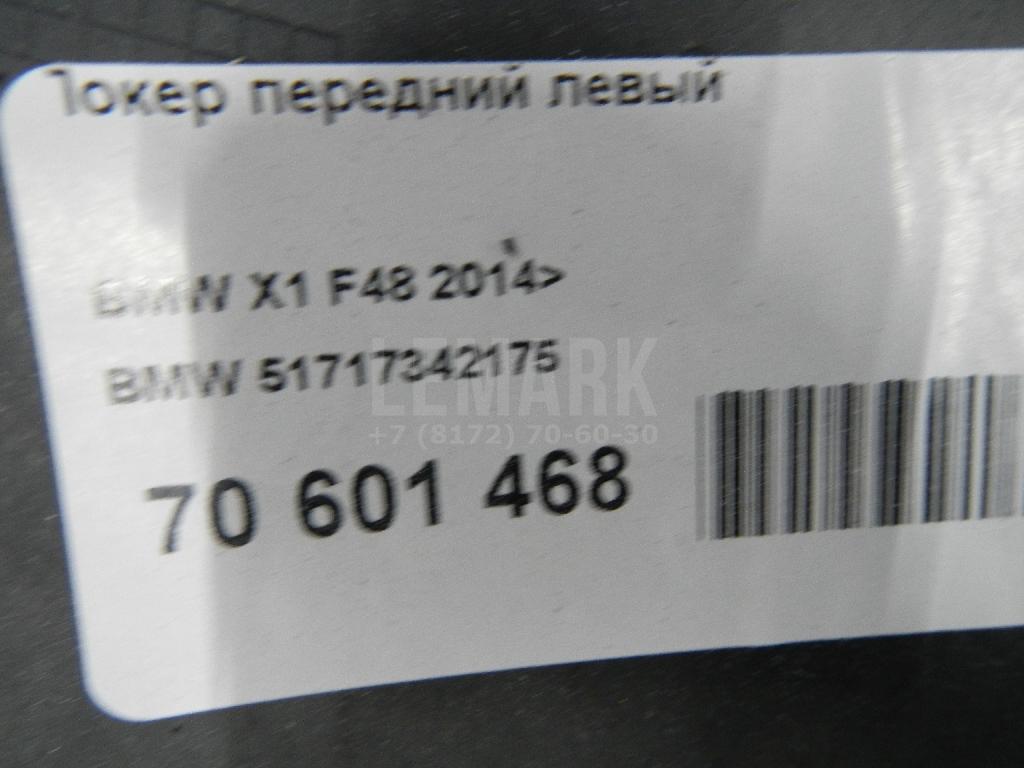 Локер передний левый
BMW X1 F48 2014>
BMW 51717342175
LEMARK
+7 (8172) 70-60-30
70 601 468